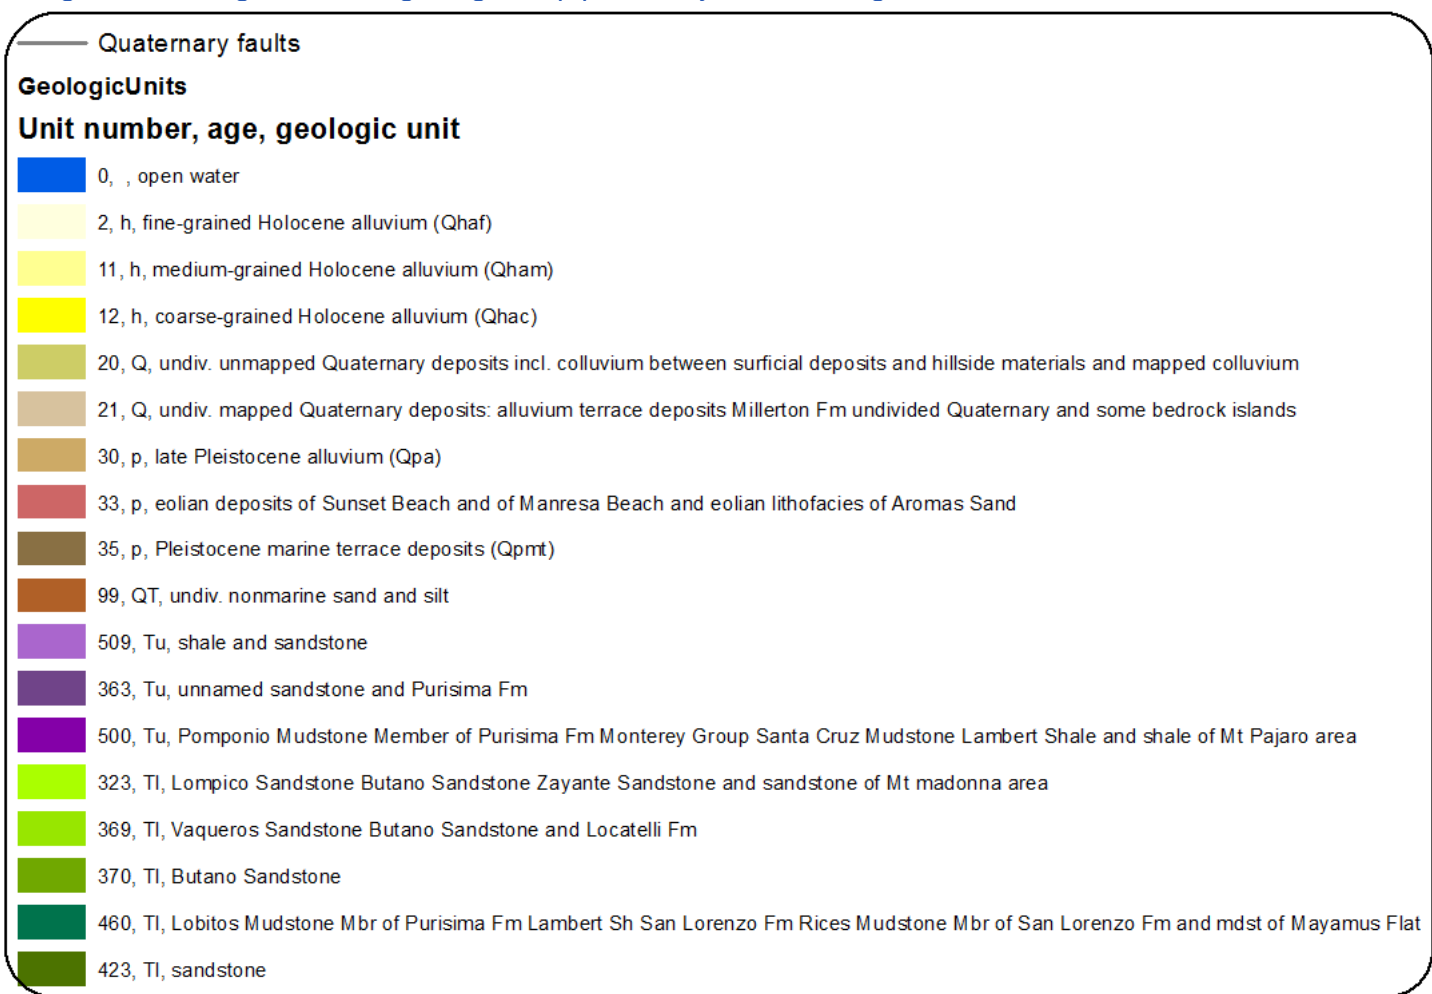 Quaternary faults
GeologicUnits
Unit number, age, geologic unit
0,  , open water
2, h, fine-grained Holocene alluvium (Qhaf)
11, h, medium-grained Holocene alluvium (Qham)
12, h, coarse-grained Holocene alluvium (Qhac)
20, Q, undiv. unmapped Quaternary deposits incl. colluvium between surficial deposits and hillside materials and mapped colluvium
21, Q, undiv. mapped Quaternary deposits: alluvium terrace deposits Millerton Fm undivided Quaternary and some bedrock islands
30, p, late Pleistocene alluvium (Qpa)
33, p, eolian deposits of Sunset Beach and of Manresa Beach and eolian lithofacies of Aromas Sand
35, p, Pleistocene marine terrace deposits (Qpmt)
99, QT, undiv. nonmarine sand and silt
509, Tu, shale and sandstone
363, Tu, unnamed sandstone and Purisima Fm
500, Tu, Pomponio Mudstone Member of Purisima Fm Monterey Group Santa Cruz Mudstone Lambert Shale and shale of Mt Pajaro area
323, Tl, Lompico Sandstone Butano Sandstone Zayante Sandstone and sandstone of Mt madonna area
369, Tl, Vaqueros Sandstone Butano Sandstone and Locatelli Fm
370, Tl, Butano Sandstone
460, Tl, Lobitos Mudstone Mbr of Purisima Fm Lambert Sh San Lorenzo Fm Rices Mudstone Mbr of San Lorenzo Fm and mdst of Mayamus Flat
423, Tl, sandstone